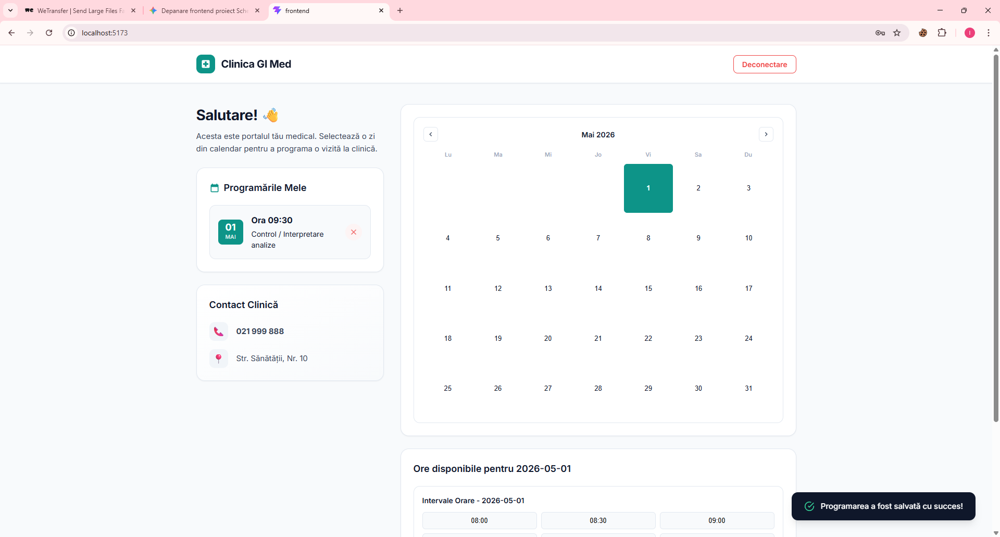 WeTransfer | Send Large Files Fa
Depanare frontend proiect Sche
frontend
localhost:5173
I
Clinica GI Med
Deconectare
Salutare! 👋
Acesta este portalul tău medical. Selectează o zi
din calendar pentru a programa o vizită la clinică.
Programările Mele
01
MAI
Ora 09:30
Control / Interpretare
analize
Contact Clinică
021 999 888
Str. Sănătății, Nr. 10
Mai 2026
Lu Ma Mi Jo Vi Sa Du
1 2 3
4 5 6 7 8 9 10
11 12 13 14 15 16 17
18 19 20 21 22 23 24
25 26 27 28 29 30 31
Ore disponibile pentru 2026-05-01
Intervale Orare - 2026-05-01
08:00 08:30 09:00
Programarea a fost salvată cu succes!